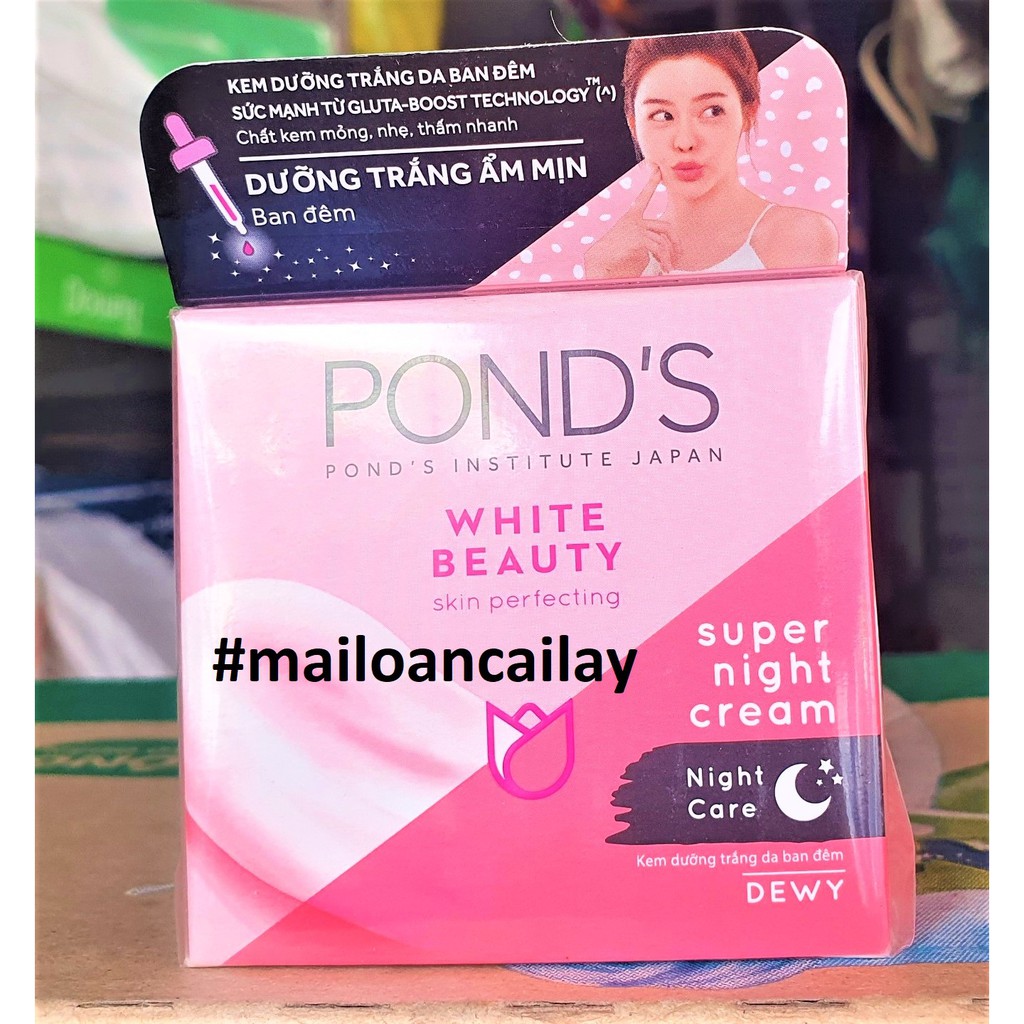 KEM DƯỠNG TRẮNG DA BAN ĐÊM
SỨC MẠNH TỪ GLUTA-BOOST TECHNOLOGY™(^)
Chất kem mỏng, nhẹ, thấm nhanh
DƯỠNG TRẮNG ẨM MỊN
Ban đêm
Downy
POND'S
POND'S INSTITUTE JAPAN
WHITE
BEAUTY
skin perfecting
#mailoancailay
super
night
cream
Night
Care
Kem dưỡng trắng da ban đêm
DEWY